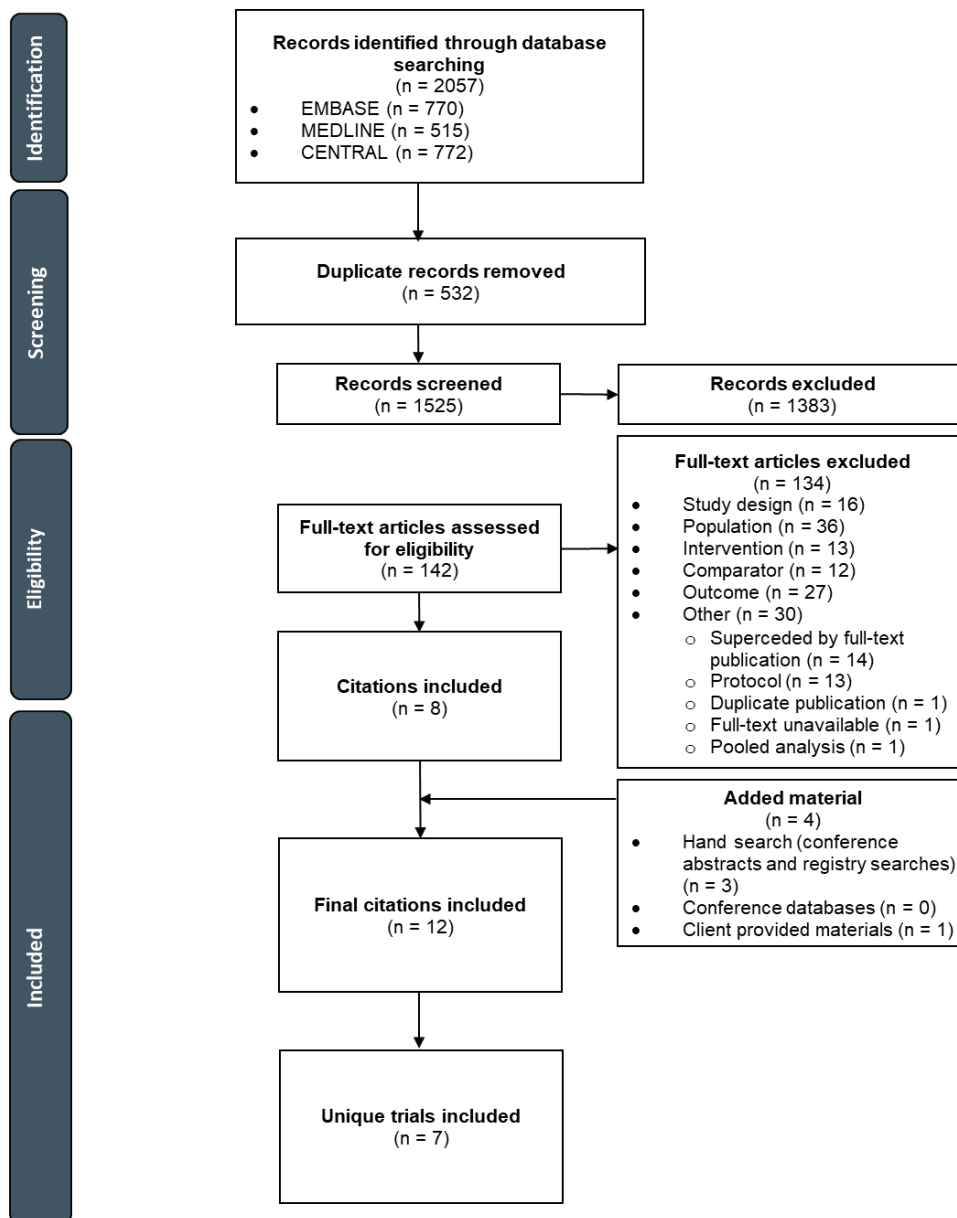 Identification
Records identified through database
searching
(n = 2057)
• EMBASE (n = 770)
• MEDLINE (n = 515)
• CENTRAL (n = 772)
Screening
Duplicate records removed
(n = 532)
Records screened
(n = 1525)
Records excluded
(n = 1383)
Eligibility
Full-text articles assessed
for eligibility
(n = 142)
Full-text articles excluded
(n = 134)
• Study design (n = 16)
• Population (n = 36)
• Intervention (n = 13)
• Comparator (n = 12)
• Outcome (n = 27)
• Other (n = 30)
o Superceded by full-text
publication (n = 14)
o Protocol (n = 13)
o Duplicate publication (n = 1)
o Full-text unavailable (n = 1)
o Pooled analysis (n = 1)
Citations included
(n = 8)
Included
Added material
(n = 4)
• Hand search (conference
abstracts and registry searches)
(n = 3)
• Conference databases (n = 0)
• Client provided materials (n = 1)
Final citations included
(n = 12)
Unique trials included
(n = 7)